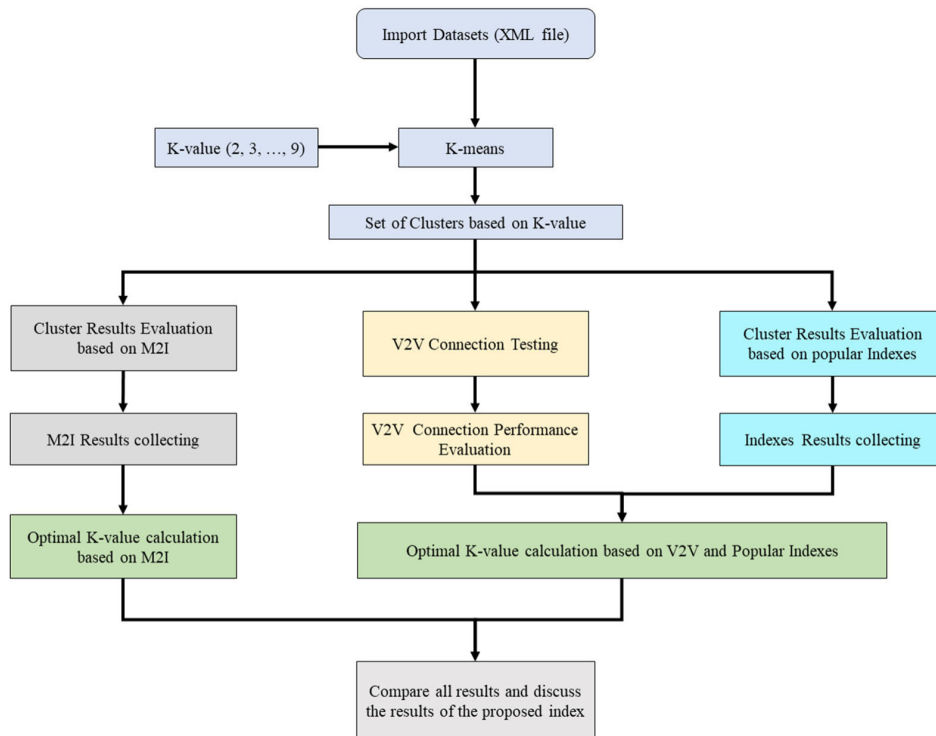 Import Datasets (XML file)
K-value (2, 3, …, 9)
K-means
Set of Clusters based on K-value
Cluster Results Evaluation
based on M2I
V2V Connection Testing
Cluster Results Evaluation
based on popular Indexes
M2I Results collecting
V2V Connection Performance
Evaluation
Indexes Results collecting
Optimal K-value calculation
based on M2I
Optimal K-value calculation based on V2V and Popular Indexes
Compare all results and discuss
the results of the proposed index